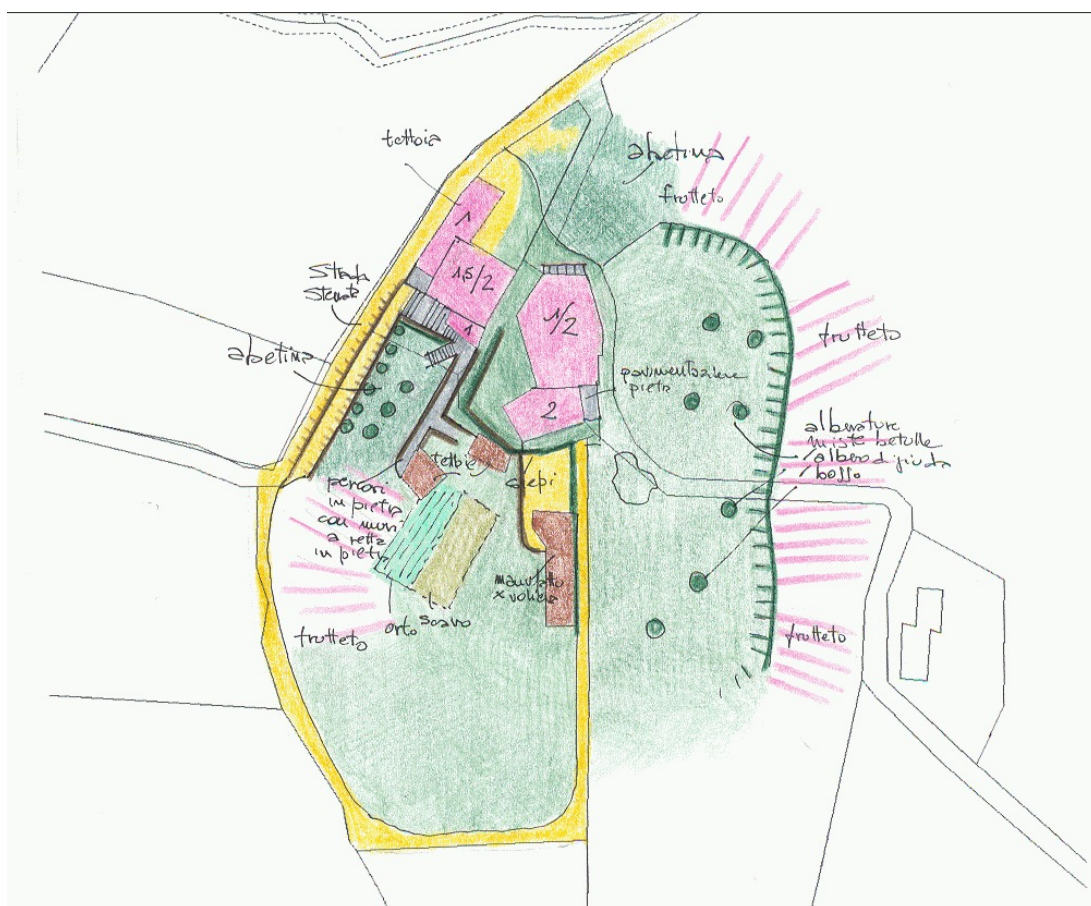 tettoia
abetina
frutteto
1
1,5/2
Strada
Sterrata
1
1/2
frutteto
abetina
pavimentazione
pietra
2
alberature
miste betulle
albero di giuda
bosso
tettoie
siepi
percorsi
in pietra
con muri
a retta
in pietra
manufatto
x voliera
orto
scavo
frutteto
frutteto